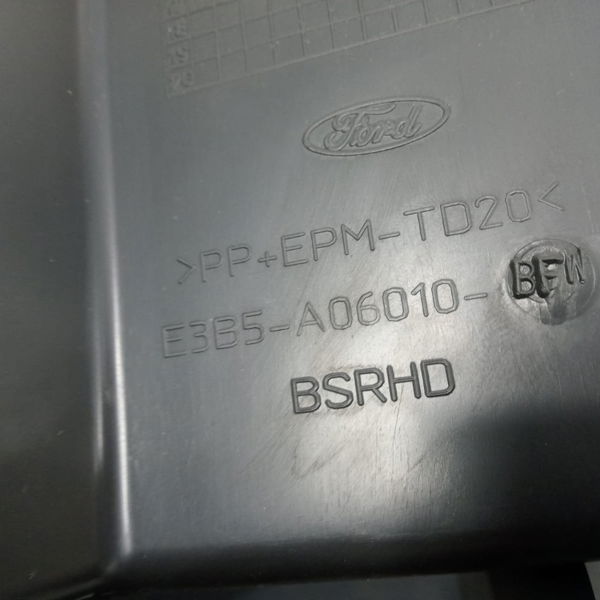 Ford
>PP+EPM-TD20<
E3B5-A06010-BFW
BSRHD